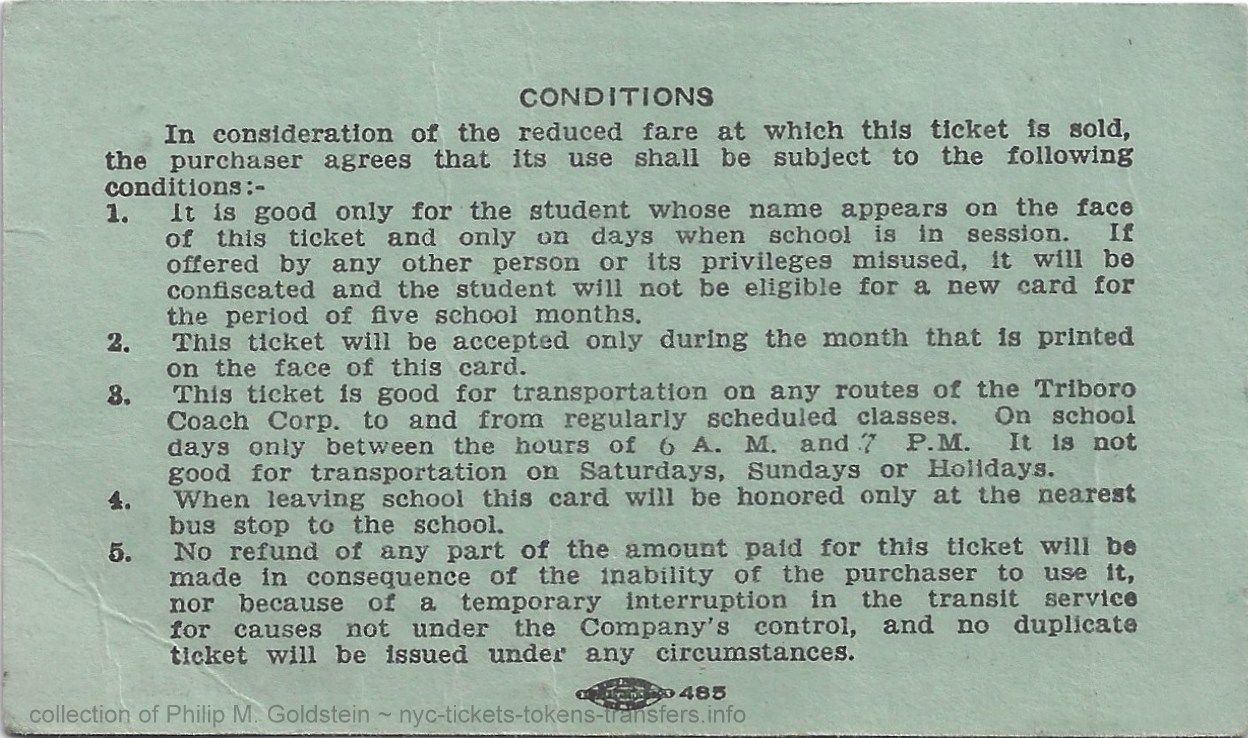 CONDITIONS
In consideration of the reduced fare at which this ticket is sold,
the purchaser agrees that its use shall be subject to the following
conditions:-
1. It is good only for the student whose name appears on the face
of this ticket and only on days when school is in session. If
offered by any other person or its privileges misused, it will be
confiscated and the student will not be eligible for a new card for
the period of five school months.
2. This ticket will be accepted only during the month that is printed
on the face of this card.
3. This ticket is good for transportation on any routes of the Triboro
Coach Corp. to and from regularly scheduled classes. On school
days only between the hours of 6 A. M. and 7 P.M. It is not
good for transportation on Saturdays, Sundays or Holidays.
4. When leaving school this card will be honored only at the nearest
bus stop to the school.
5. No refund of any part of the amount paid for this ticket will be
made in consequence of the inability of the purchaser to use it,
nor because of a temporary interruption in the transit service
for causes not under the Company's control, and no duplicate
ticket will be issued under any circumstances.
485
collection of Philip M. Goldstein ~ nyc-tickets-tokens-transfers.info